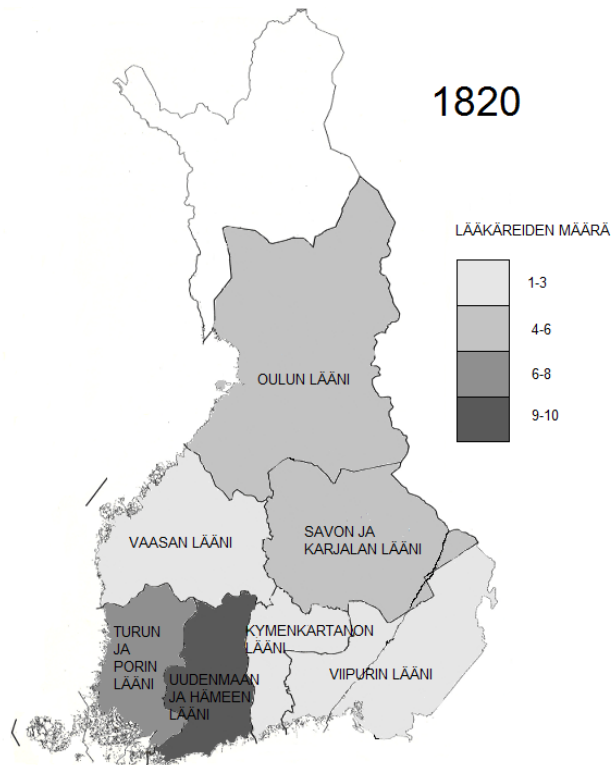 1820
LÄÄKÄREIDEN MÄÄRÄ
1-3
4-6
6-8
9-10
OULUN LÄÄNI
VAASAN LÄÄNI
SAVON JA
KARJALAN LÄÄNI
TURUN
JA
PORIN
LÄÄNI
UUDENMAAN
JA HÄMEEN
LÄÄNI
KYMENKARTANON
LÄÄNI
VIIPURIN LÄÄNI